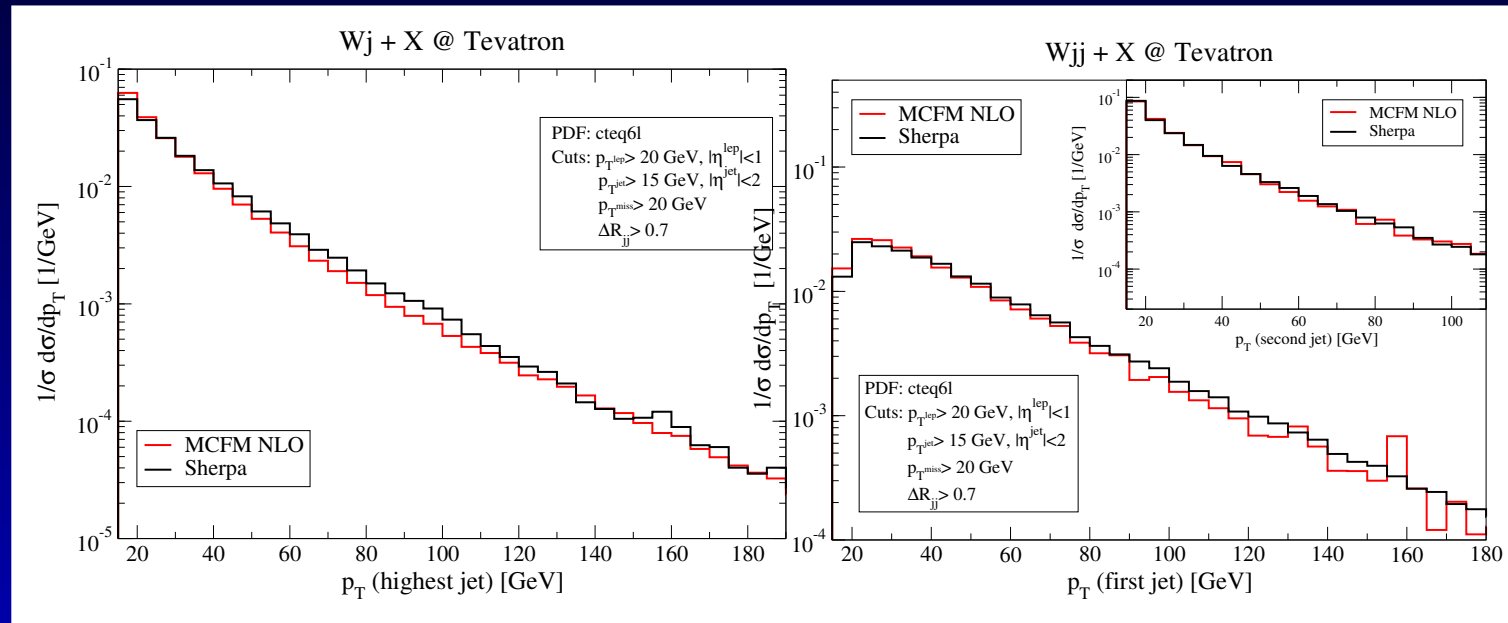 Wj + X @ Tevatron
10^-1
10^-2
10^-3
10^-4
10^-5
1/σ dσ/dp_T [1/GeV]
PDF: cteq6l
Cuts: p_T^lep > 20 GeV, |η^lep|<1
p_T^jet > 15 GeV, |η^jet|<2
p_T^miss > 20 GeV
ΔR_jj > 0.7
MCFM NLO
Sherpa
20 40 60 80 100 120 140 160 180
p_T (highest jet) [GeV]
Wjj + X @ Tevatron
MCFM NLO
Sherpa
10^-1
10^-2
10^-3
10^-4
1/σ dσ/dp_T [1/GeV]
PDF: cteq6l
Cuts: p_T^lep > 20 GeV, |η^lep|<1
p_T^jet > 15 GeV, |η^jet|<2
p_T^miss > 20 GeV
ΔR_jj > 0.7
20 40 60 80 100 120 140 160 180
p_T (first jet) [GeV]
10^-1
10^-2
10^-3
10^-4
1/σ dσ/dp_T [1/GeV]
MCFM NLO
Sherpa
20 40 60 80 100
p_T (second jet) [GeV]